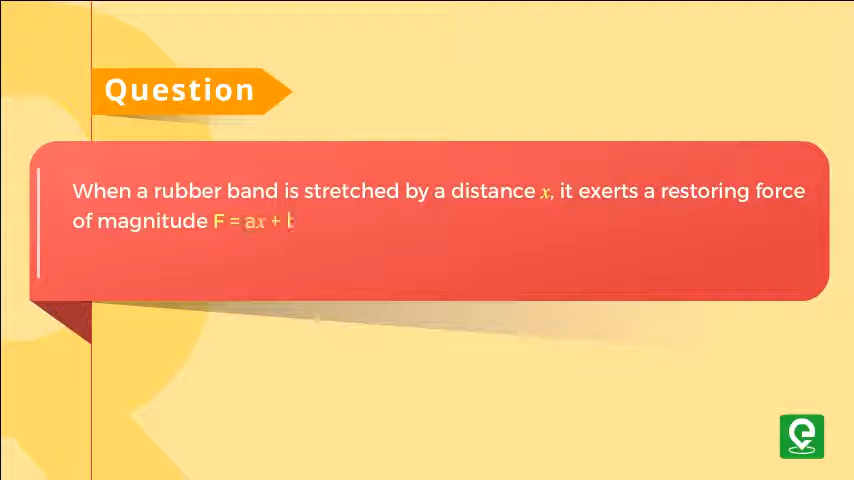 Question
When a rubber band is stretched by a distance x, it exerts a restoring force
of magnitude F = ax +